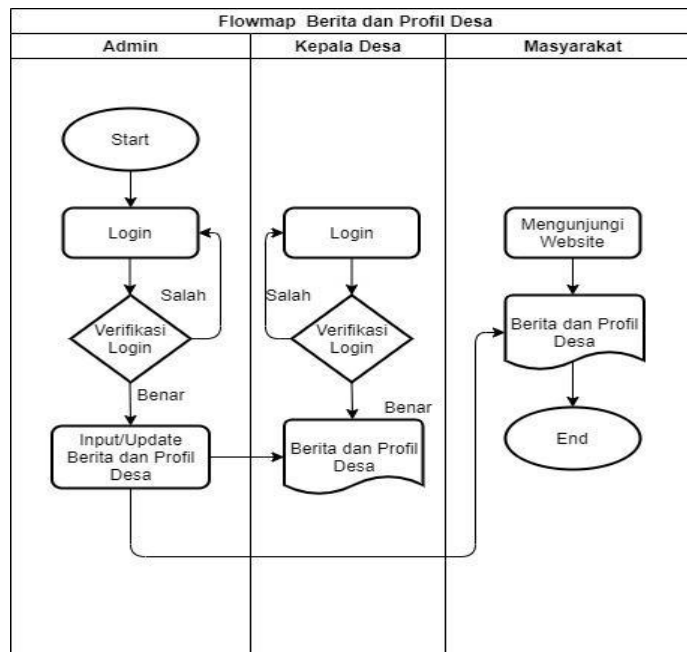 Flowmap Berita dan Profil Desa
Admin
Kepala Desa
Masyarakat
Start
Login
Salah
Verifikasi
Login
Benar
Input/Update
Berita dan Profil
Desa
Login
Salah
Verifikasi
Login
Benar
Berita dan Profil
Desa
Mengunjungi
Website
Berita dan Profil
Desa
End